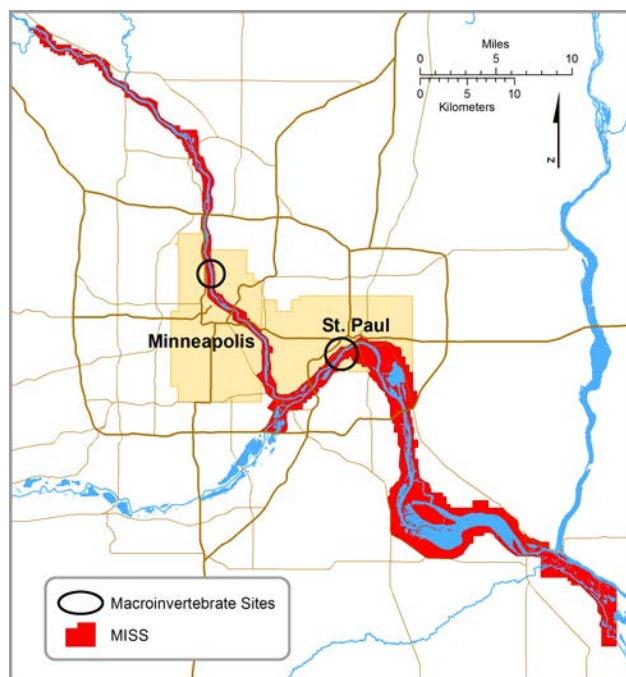 Miles
0 5 10
0 5 10
Kilometers
N
St. Paul
Minneapolis
Macroinvertebrate Sites
MISS